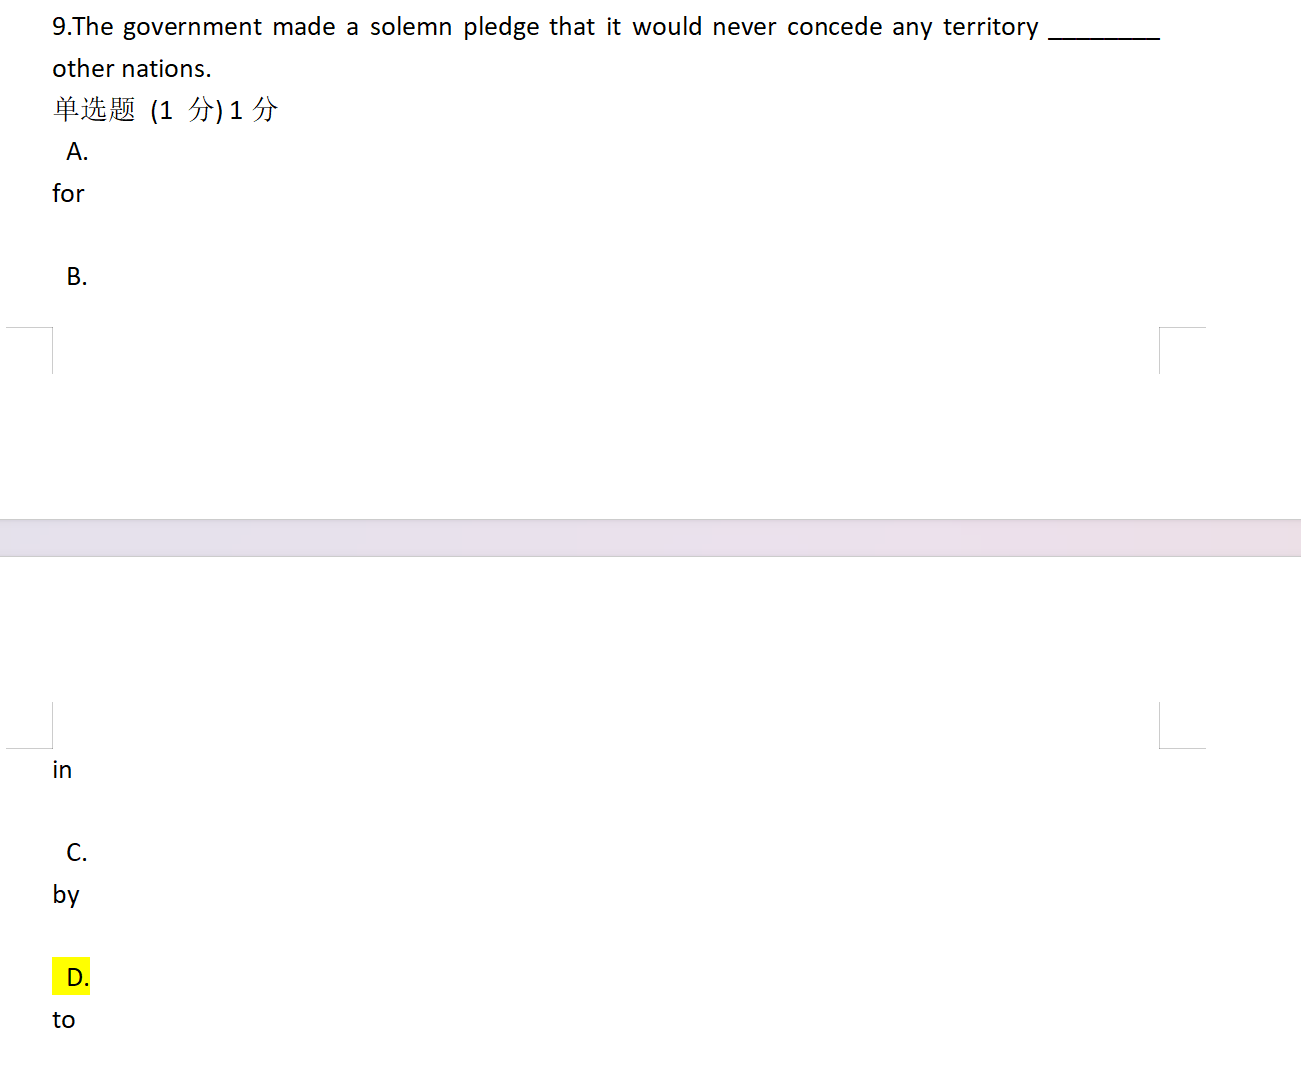 9.The government made a solemn pledge that it would never concede any territory ________
other nations.
单选题 (1 分) 1 分
A.
for
B.
in
C.
by
D.
to